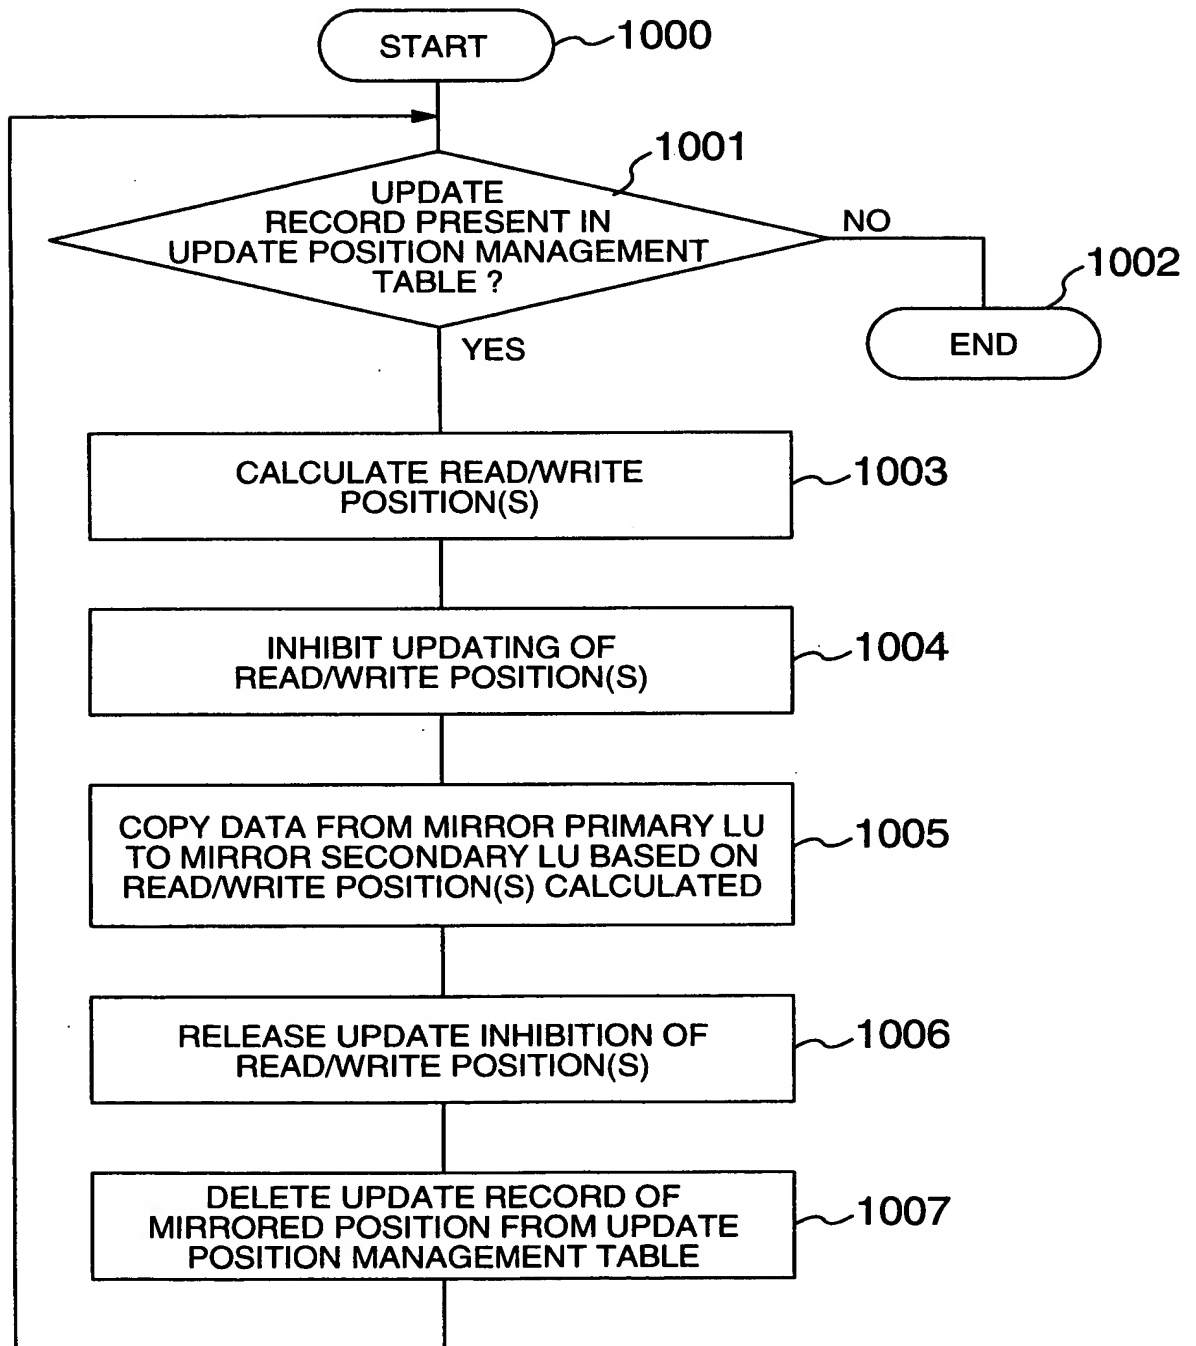 START
1000
1001
UPDATE
RECORD PRESENT IN
UPDATE POSITION MANAGEMENT
TABLE ?
NO
1002
END
YES
CALCULATE READ/WRITE
POSITION(S)
1003
INHIBIT UPDATING OF
READ/WRITE POSITION(S)
1004
COPY DATA FROM MIRROR PRIMARY LU
TO MIRROR SECONDARY LU BASED ON
READ/WRITE POSITION(S) CALCULATED
1005
RELEASE UPDATE INHIBITION OF
READ/WRITE POSITION(S)
1006
DELETE UPDATE RECORD OF
MIRRORED POSITION FROM UPDATE
POSITION MANAGEMENT TABLE
1007